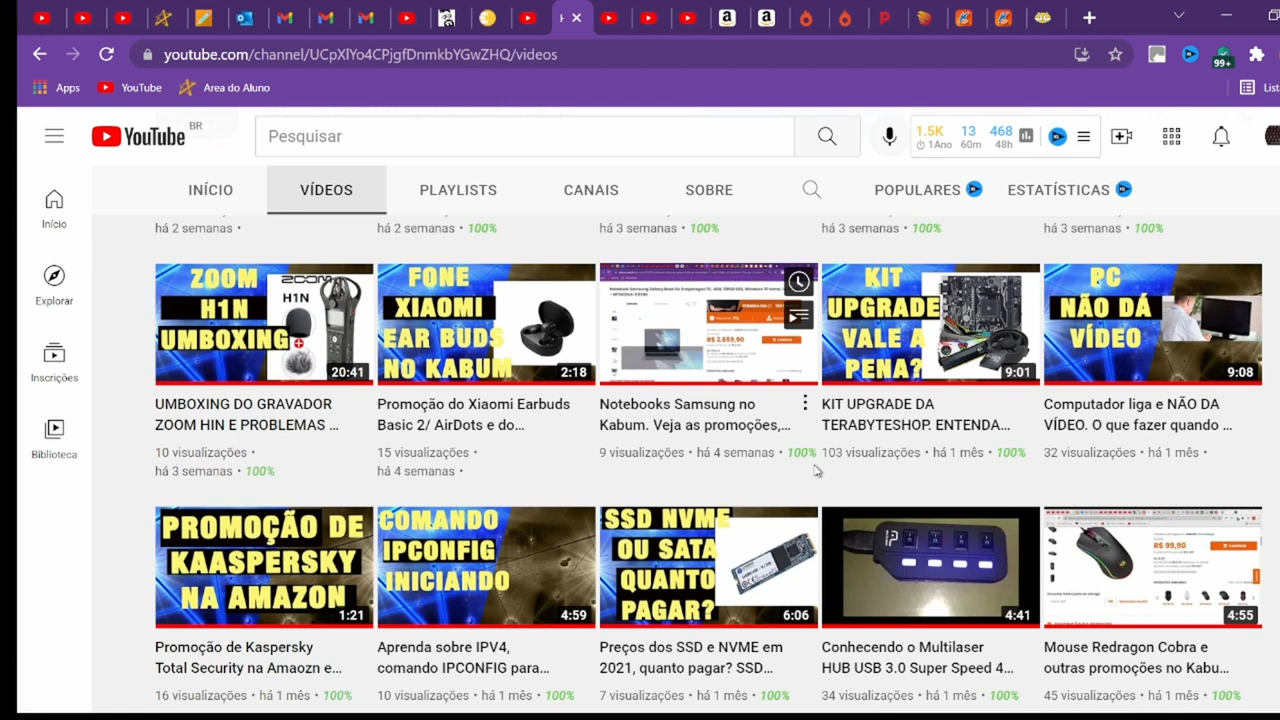 youtube.com/channel/UCpXlYo4CPjgfDnmkbYGwZHQ/videos
99+
Apps YouTube Area do Aluno List
YouTube BR
Pesquisar
1.5K 13 468
1Ano 60m 48h
INÍCIO VÍDEOS PLAYLISTS CANAIS SOBRE POPULARES ESTATÍSTICAS
Início
Explorar
Inscrições
Biblioteca
há 2 semanas • há 2 semanas • 100% há 3 semanas • 100% há 3 semanas • 100% há 3 semanas • 100%
ZOOM
H1N
UMBOXING
ZOOM
H1N
20:41
FONE
XIAOMI
EAR BUDS
NO KABUM
2:18
R$ 2.659,90
KIT
UPGRADE
VALE A
PENA?
9:01
PC
NÃO DÁ
VÍDEO
9:08
UMBOXING DO GRAVADOR
ZOOM HIN E PROBLEMAS ...
10 visualizações •
há 3 semanas • 100%
Promoção do Xiaomi Earbuds
Basic 2/ AirDots e do...
15 visualizações •
há 4 semanas •
Notebooks Samsung no
Kabum. Veja as promoções,...
9 visualizações • há 4 semanas • 100%
KIT UPGRADE DA
TERABYTESHOP. ENTENDA...
103 visualizações • há 1 mês • 100%
Computador liga e NÃO DA
VÍDEO. O que fazer quando ...
32 visualizações • há 1 mês •
PROMOÇÃO DE
KAASPERSKY
NA AMAZON
1:21
COMANDO
IPCONFIG
INICIANDO
4:59
SSD NVME
OU SATA
QUANTO
PAGAR?
6:06
4:41
R$ 99,90
4:55
Promoção de Kaspersky
Total Security na Amaozn e...
16 visualizações • há 1 mês • 100%
Aprenda sobre IPV4,
comando IPCONFIG para...
10 visualizações • há 1 mês • 100%
Preços dos SSD e NVME em
2021, quanto pagar? SSD...
7 visualizações • há 1 mês • 100%
Conhecendo o Multilaser
HUB USB 3.0 Super Speed 4...
34 visualizações • há 1 mês • 100%
Mouse Redragon Cobra e
outras promoções no Kabu...
45 visualizações • há 1 mês • 100%